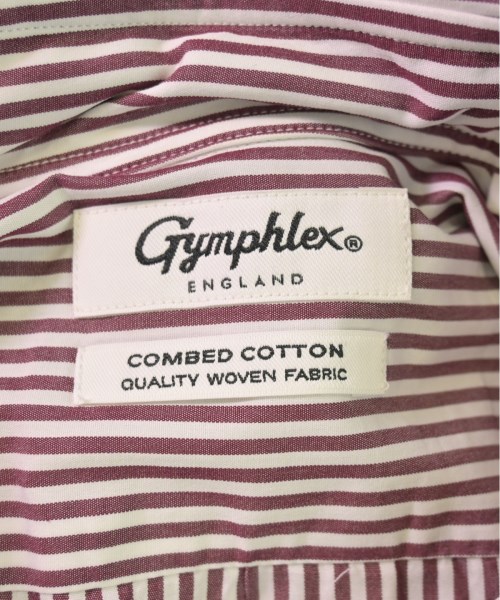 Gymphlex®
ENGLAND
COMBED COTTON
QUALITY WOVEN FABRIC